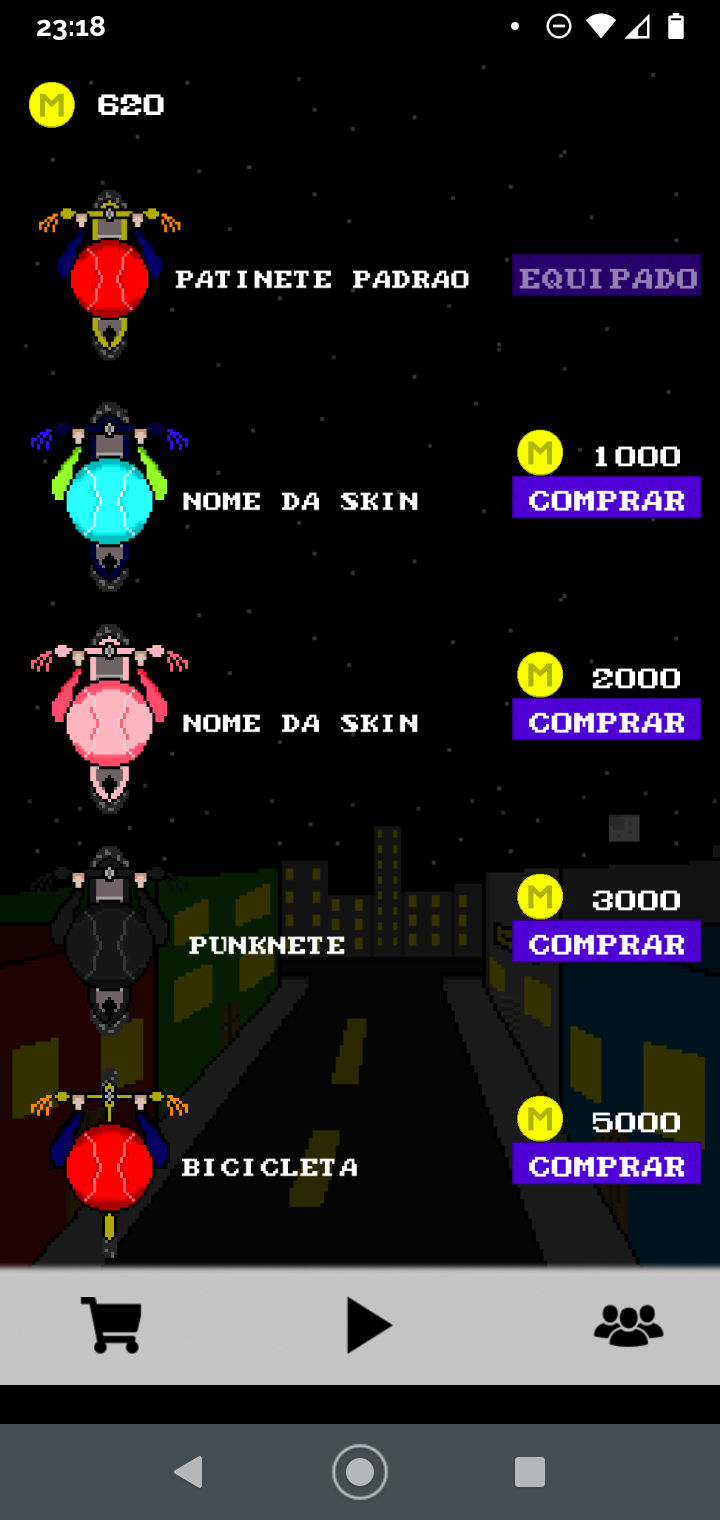 23:18
M 620
PATINETE PADRAO EQUIPADO
M 1000
NOME DA SKIN COMPRAR
M 2000
NOME DA SKIN COMPRAR
M 3000
PUNKNETE COMPRAR
M 5000
BICICLETA COMPRAR